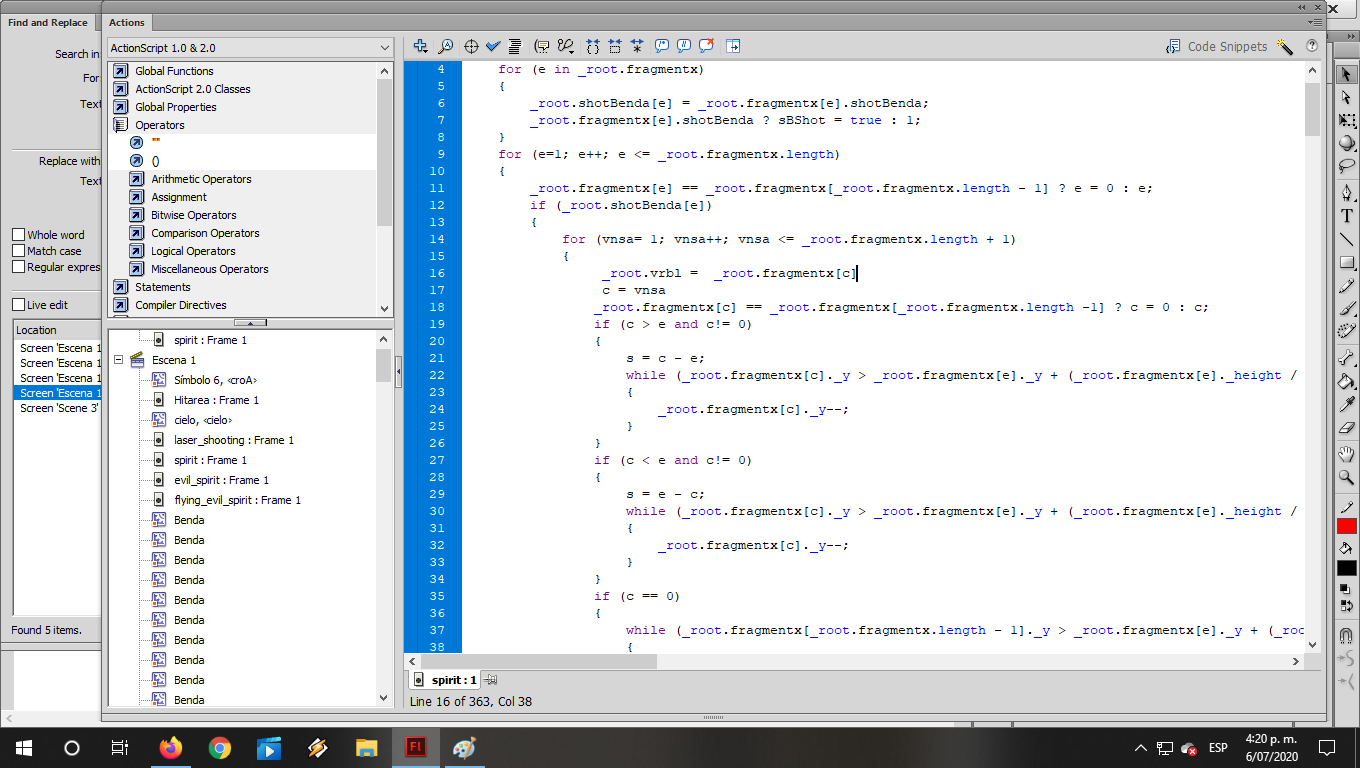 Find and Replace
Actions
Search in
For:
Text
Replace with
Text
Whole word
Match case
Regular expres
Live edit
Location
Screen 'Escena 1
Screen 'Escena 1
Screen 'Escena 1
Screen 'Escena 1
Screen 'Scene 3'
Found 5 items.
ActionScript 1.0 & 2.0
Global Functions
ActionScript 2.0 Classes
Global Properties
Operators
""
()
Arithmetic Operators
Assignment
Bitwise Operators
Comparison Operators
Logical Operators
Miscellaneous Operators
Statements
Compiler Directives
spirit : Frame 1
Escena 1
Símbolo 6, <croA>
Hitarea : Frame 1
cielo, <cielo>
laser_shooting : Frame 1
spirit : Frame 1
evil_spirit : Frame 1
flying_evil_spirit : Frame 1
Benda
Benda
Benda
Benda
Benda
Benda
Benda
Benda
Benda
Benda
Code Snippets
4 for (e in _root.fragmentx)
5 {
6 _root.shotBenda[e] = _root.fragmentx[e].shotBenda;
7 _root.fragmentx[e].shotBenda ? sBShot = true : 1;
8 }
9 for (e=1; e++; e <= _root.fragmentx.length)
10 {
11 _root.fragmentx[e] == _root.fragmentx[_root.fragmentx.length - 1] ? e = 0 : e;
12 if (_root.shotBenda[e])
13 {
14 for (vnsa= 1; vnsa++; vnsa <= _root.fragmentx.length + 1)
15 {
16 _root.vrbl =  _root.fragmentx[c]
17 c = vnsa
18 _root.fragmentx[c] == _root.fragmentx[_root.fragmentx.length -1] ? c = 0 : c;
19 if (c > e and c!= 0)
20 {
21 s = c - e;
22 while (_root.fragmentx[c]._y > _root.fragmentx[e]._y + (_root.fragmentx[e]._height /
23 {
24 _root.fragmentx[c]._y--;
25 }
26 }
27 if (c < e and c!= 0)
28 {
29 s = e - c;
30 while (_root.fragmentx[c]._y > _root.fragmentx[e]._y + (_root.fragmentx[e]._height /
31 {
32 _root.fragmentx[c]._y--;
33 }
34 }
35 if (c == 0)
36 {
37 while (_root.fragmentx[_root.fragmentx.length - 1]._y > _root.fragmentx[e]._y + (_roo
38 {
spirit : 1
Line 16 of 363, Col 38
Fl
ESP
4:20 p. m.
6/07/2020